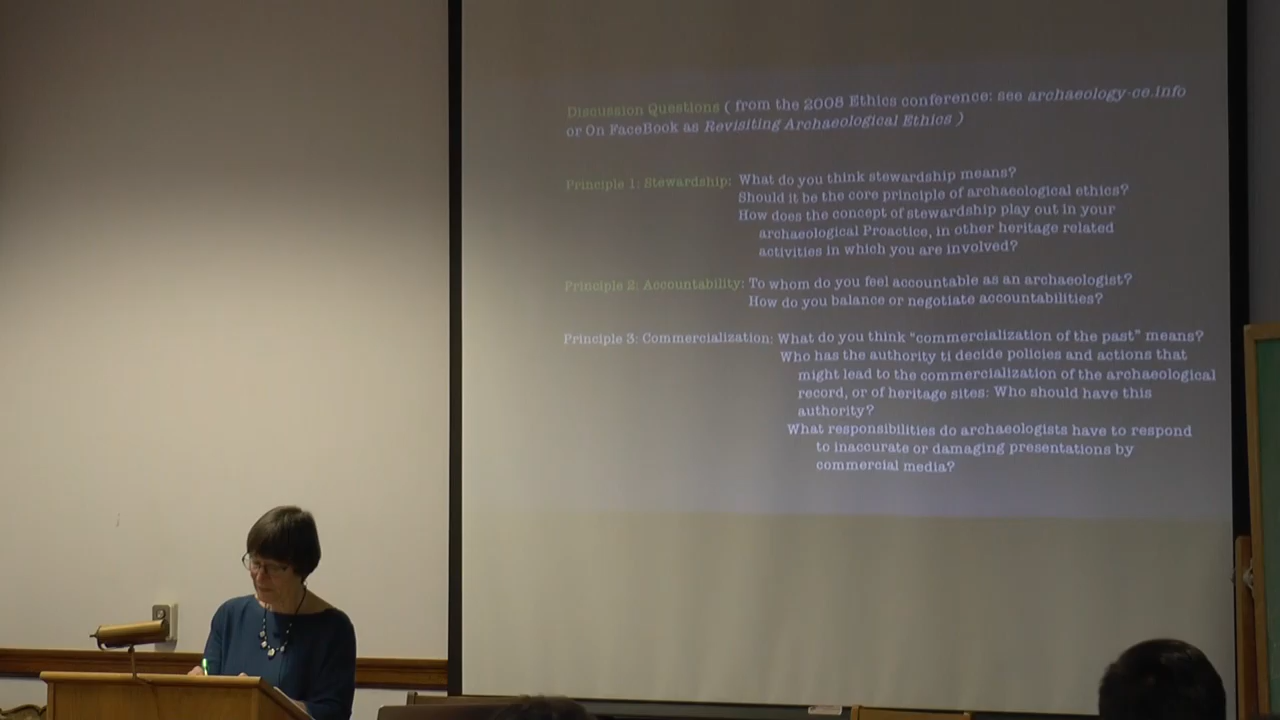 Discussion Questions ( from the 2008 Ethics conference: see archaeology-ce.info
or On FaceBook as Revisiting Archaeological Ethics )
Principle 1: Stewardship: What do you think stewardship means?
Should it be the core principle of archaeological ethics?
How does the concept of stewardship play out in your
archaeological Proactice, in other heritage related
activities in which you are involved?
Principle 2: Accountability: To whom do you feel accountable as an archaeologist?
How do you balance or negotiate accountabilities?
Principle 3: Commercialization: What do you think "commercialization of the past" means?
Who has the authority ti decide policies and actions that
might lead to the commercialization of the archaeological
record, or of heritage sites: Who should have this
authority?
What responsibilities do archaeologists have to respond
to inaccurate or damaging presentations by
commercial media?